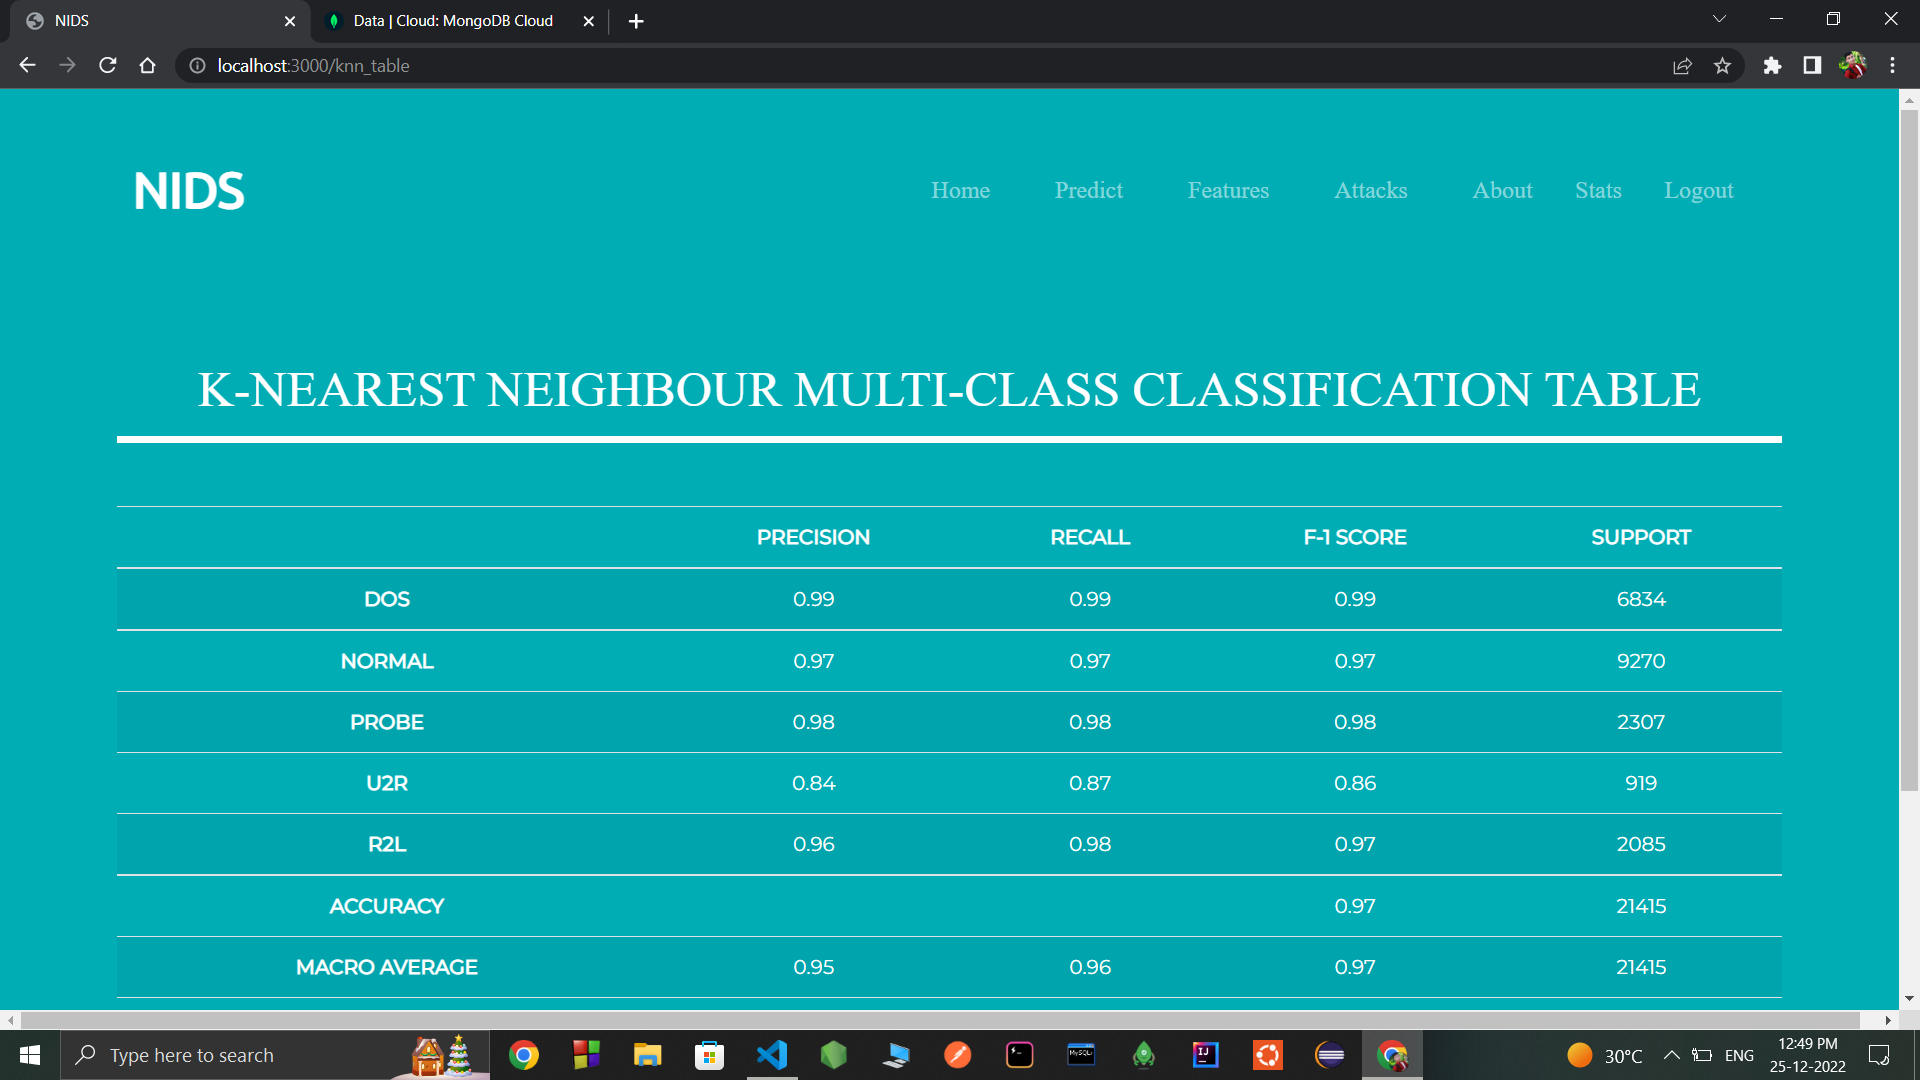 NIDS
Data | Cloud: MongoDB Cloud
localhost:3000/knn_table
NIDS
Home Predict Features Attacks About Stats Logout
K-NEAREST NEIGHBOUR MULTI-CLASS CLASSIFICATION TABLE
PRECISION RECALL F-1 SCORE SUPPORT
DOS 0.99 0.99 0.99 6834
NORMAL 0.97 0.97 0.97 9270
PROBE 0.98 0.98 0.98 2307
U2R 0.84 0.87 0.86 919
R2L 0.96 0.98 0.97 2085
ACCURACY 0.97 21415
MACRO AVERAGE 0.95 0.96 0.97 21415
Type here to search
MySQL
IJ
30°C
ENG
12:49 PM
25-12-2022